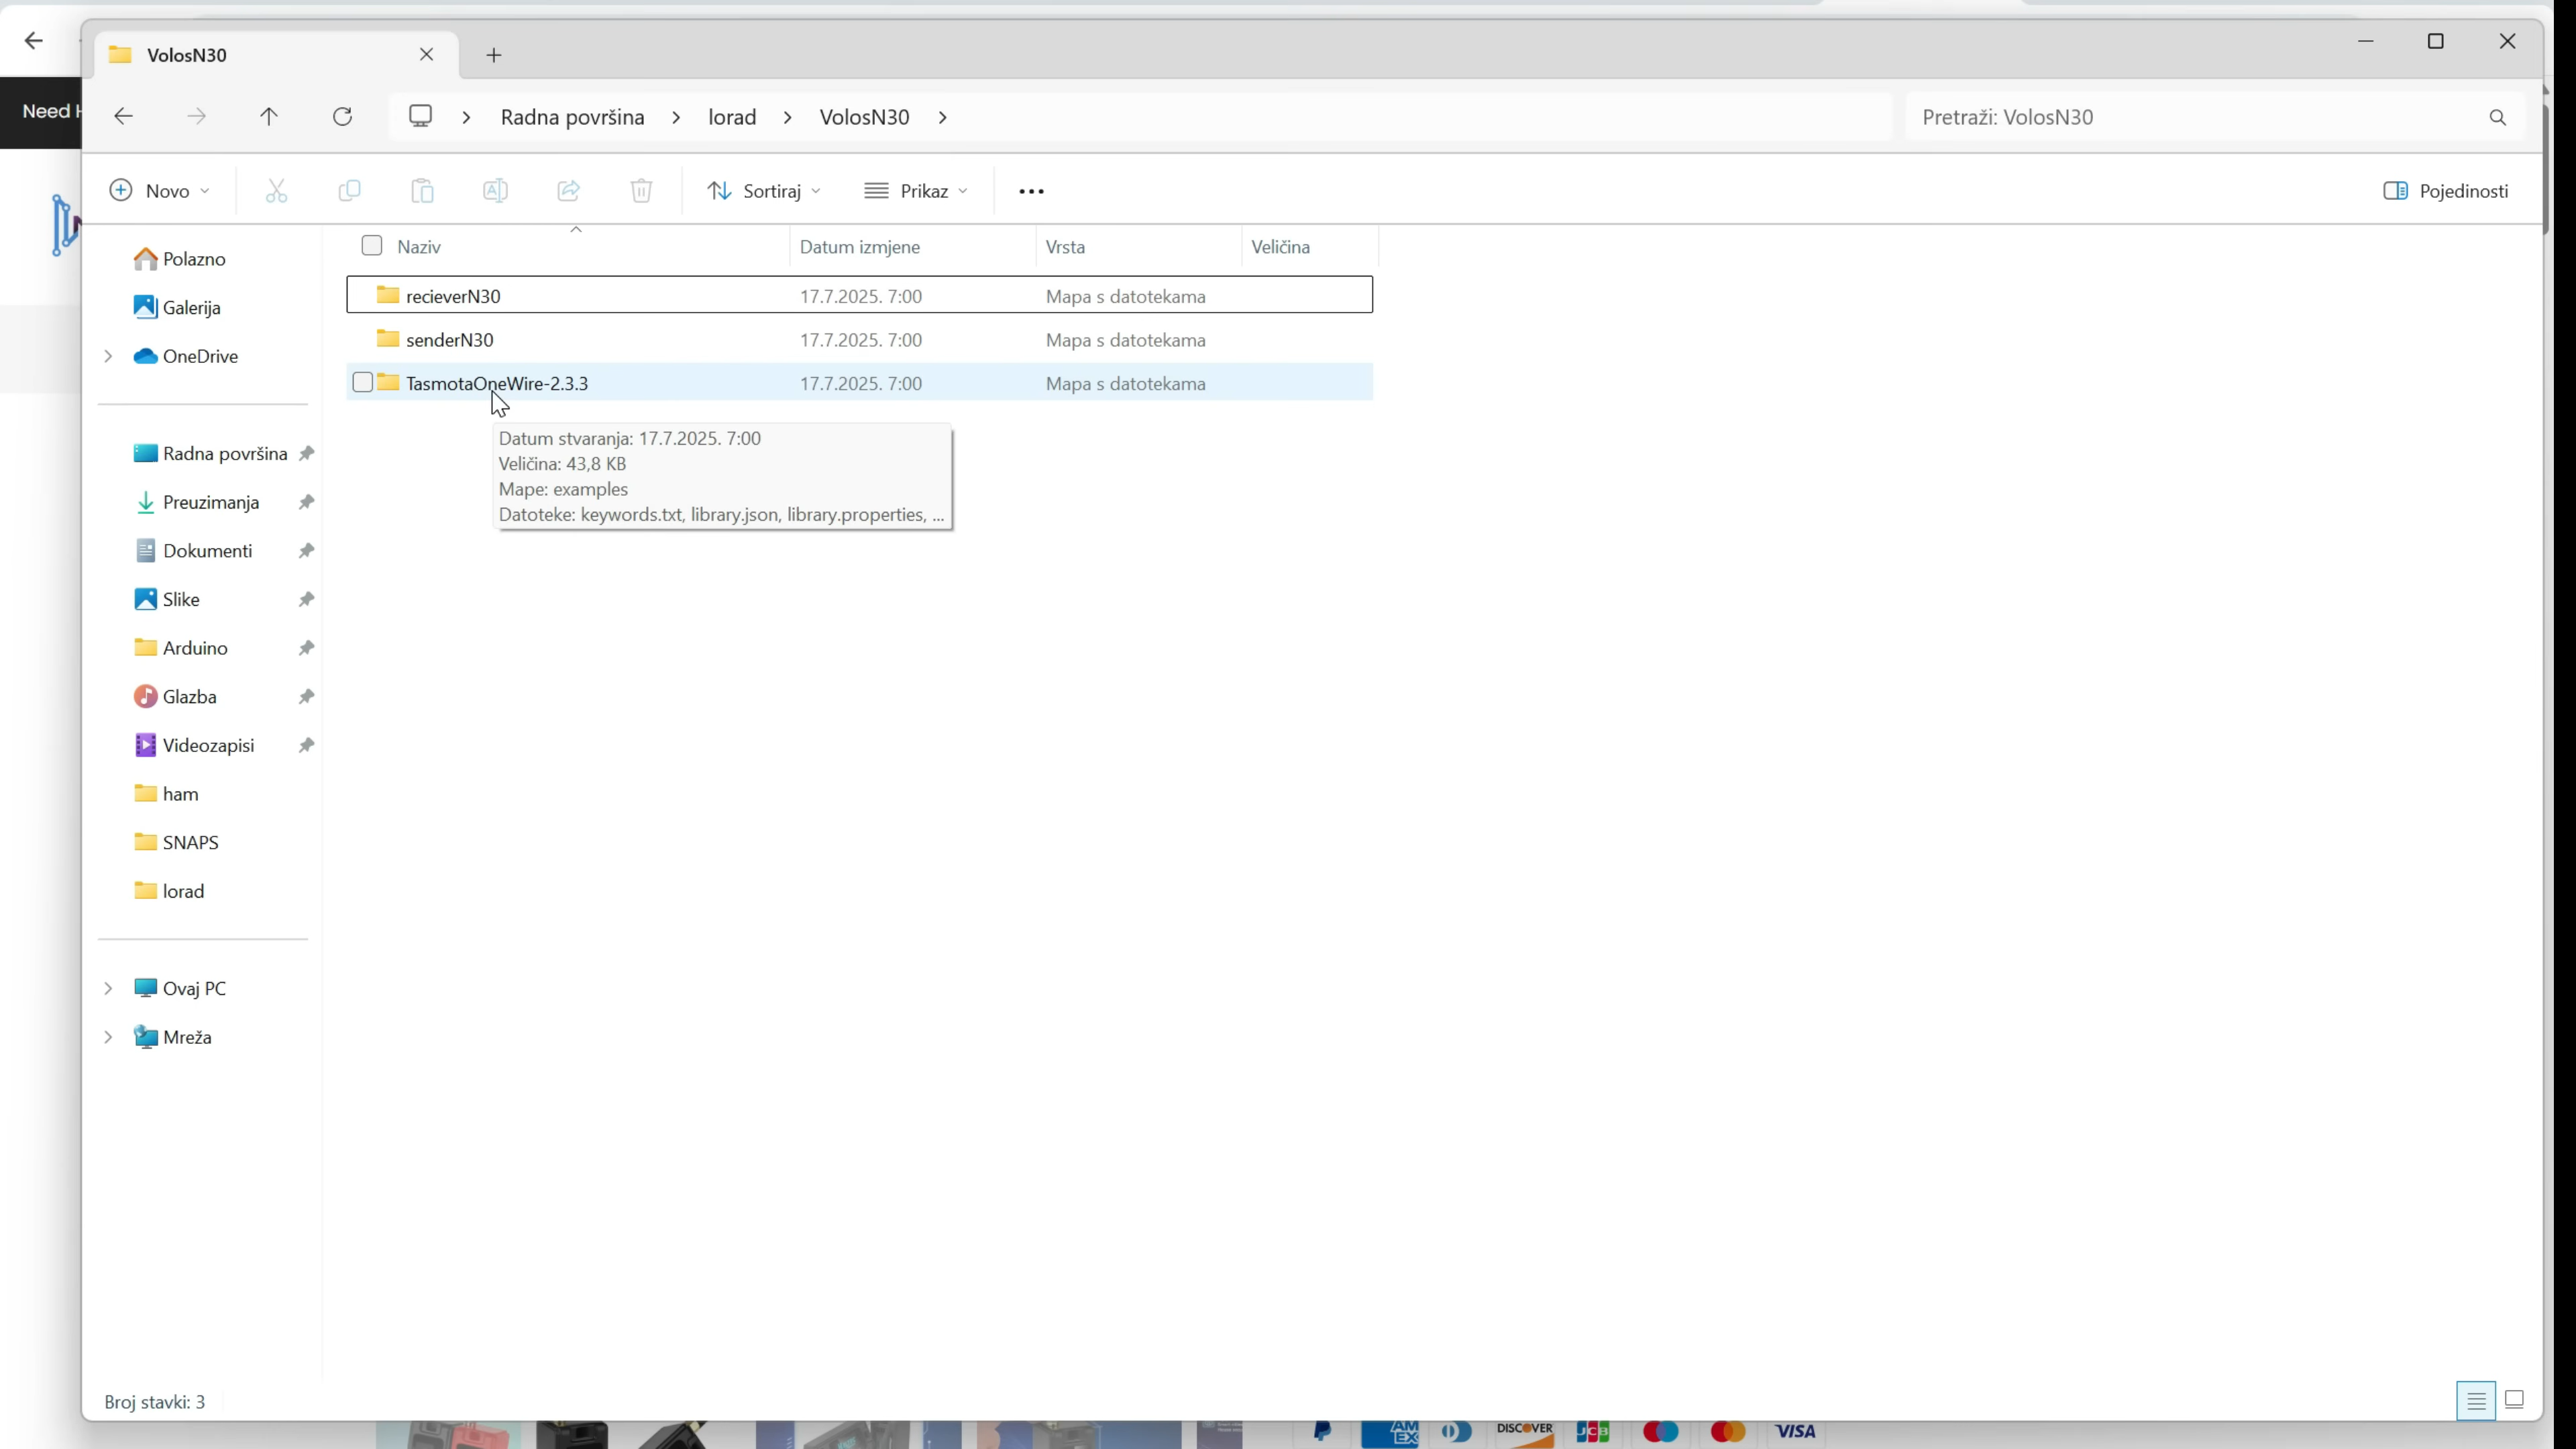 VolosN30
Need H
Radna površina > lorad > VolosN30 >
Pretraži: VolosN30
Novo
Sortiraj
Prikaz
Pojedinosti
Naziv Datum izmjene Vrsta Veličina
recieverN30 17.7.2025. 7:00 Mapa s datotekama
senderN30 17.7.2025. 7:00 Mapa s datotekama
TasmotaOneWire-2.3.3 17.7.2025. 7:00 Mapa s datotekama
Datum stvaranja: 17.7.2025. 7:00
Veličina: 43,8 KB
Mape: examples
Datoteke: keywords.txt, library.json, library.properties, ...
Polazno
Galerija
OneDrive
Radna površina
Preuzimanja
Dokumenti
Slike
Arduino
Glazba
Videozapisi
ham
SNAPS
lorad
Ovaj PC
Mreža
Broj stavki: 3
AM
EX
DISCOVER
JCB
VISA